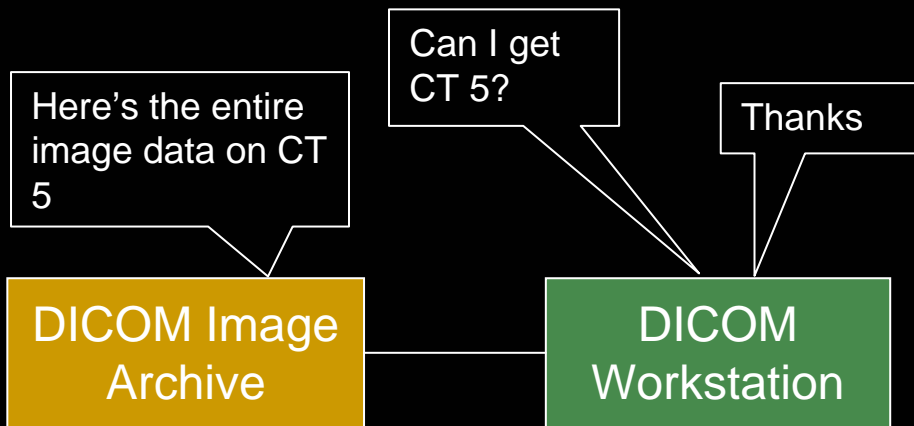 Can I get
CT 5?
Here’s the entire
image data on CT
5
Thanks
DICOM Image
Archive
DICOM
Workstation